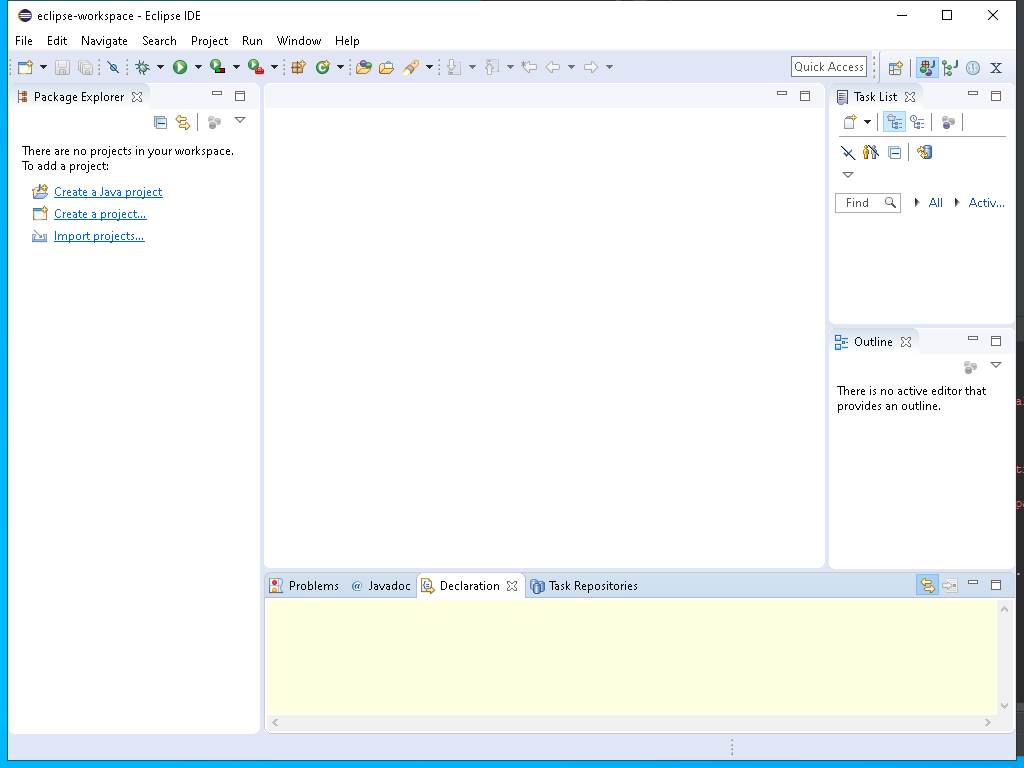 eclipse-workspace - Eclipse IDE
File Edit Navigate Search Project Run Window Help
Quick Access
Package Explorer
There are no projects in your workspace.
To add a project:
Create a Java project
Create a project...
Import projects...
Task List
Find
All
Activ...
Outline
There is no active editor that
provides an outline.
Problems @ Javadoc Declaration Task Repositories